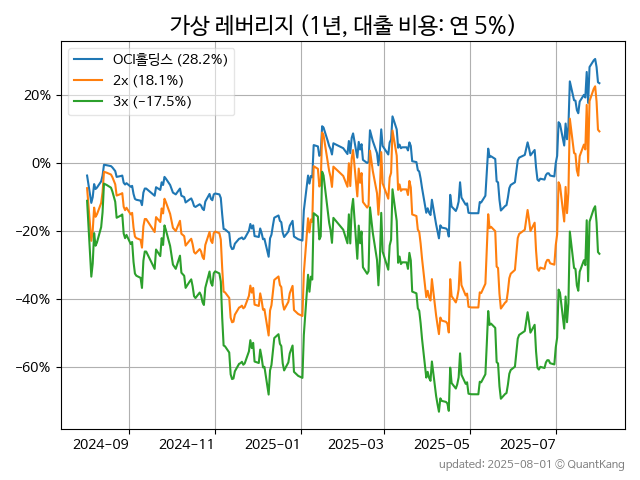 가상 레버리지 (1년, 대출 비용: 연 5%)
OCI홀딩스 (28.2%)
2x (18.1%)
3x (−17.5%)
20%
0%
−20%
−40%
−60%
2024-09
2024-11
2025-01
2025-03
2025-05
2025-07
updated: 2025-08-01 © QuantKang